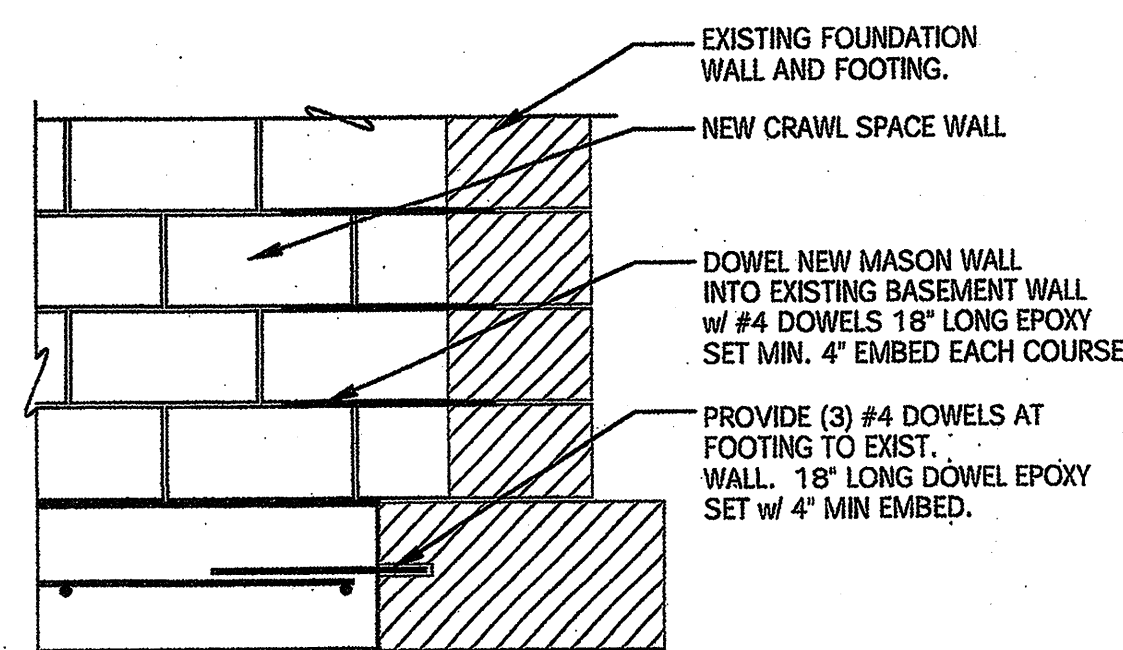 EXISTING FOUNDATION
WALL AND FOOTING.
NEW CRAWL SPACE WALL
DOWEL NEW MASON WALL
INTO EXISTING BASEMENT WALL
w/ #4 DOWELS 18" LONG EPOXY
SET MIN. 4" EMBED EACH COURSE
PROVIDE (3) #4 DOWELS AT
FOOTING TO EXIST.
WALL. 18" LONG DOWEL EPOXY
SET w/ 4" MIN EMBED.